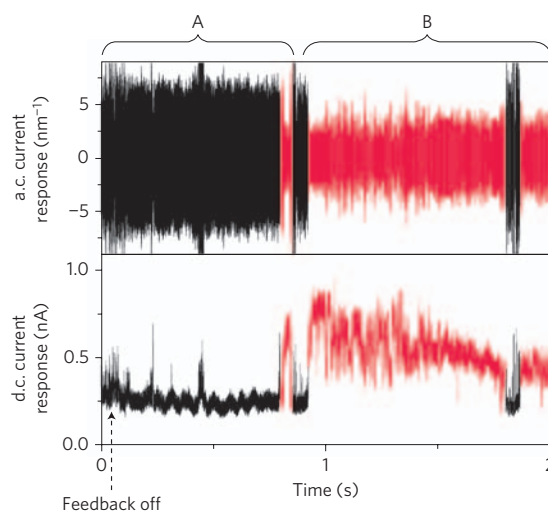 A B
a.c. current
response (nm⁻¹)
5
0
−5
d.c. current
response (nA)
1.0
0.5
0.0
0 1 2
Time (s)
Feedback off